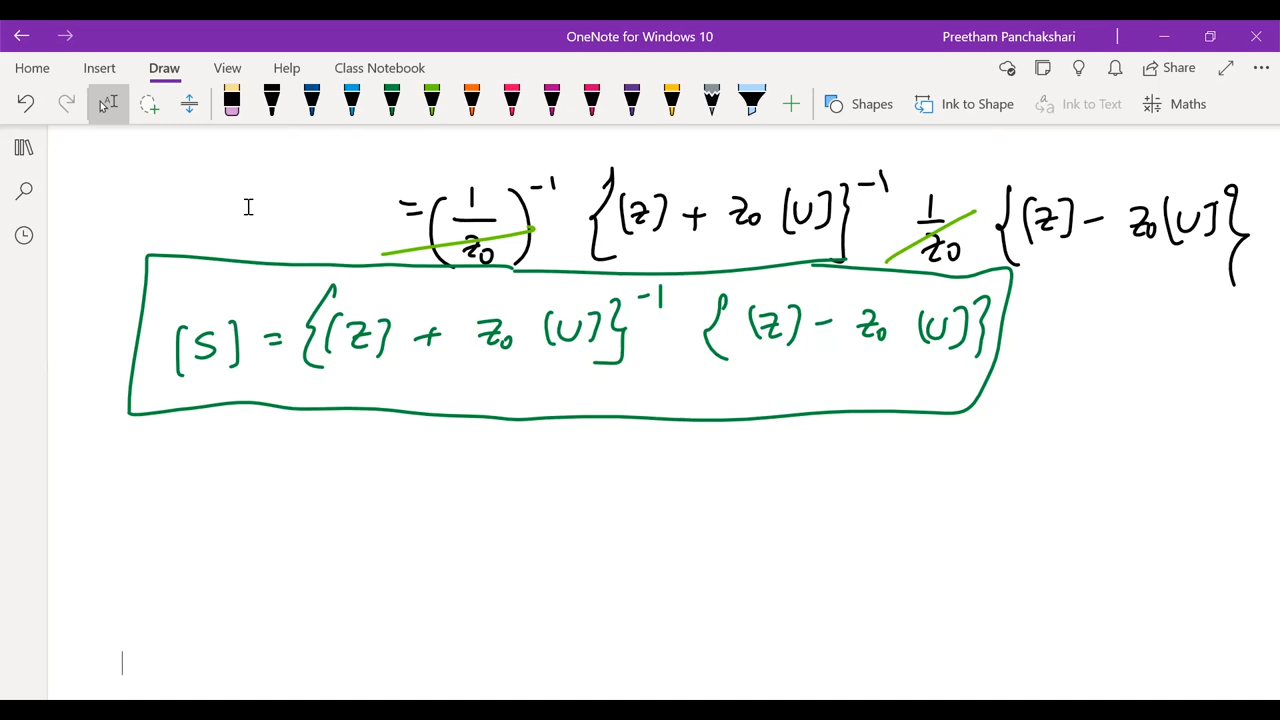 OneNote for Windows 10
Preetham Panchakshari
Home Insert Draw View Help Class Notebook Share
Shapes Ink to Shape Ink to Text Maths
= (1/z0)^-1 {[Z] + z0 [U]}^-1 1/z0 {[Z] - z0[U]}
[S] = {[Z] + z0 [U]}^-1 {[Z] - z0 [U]}